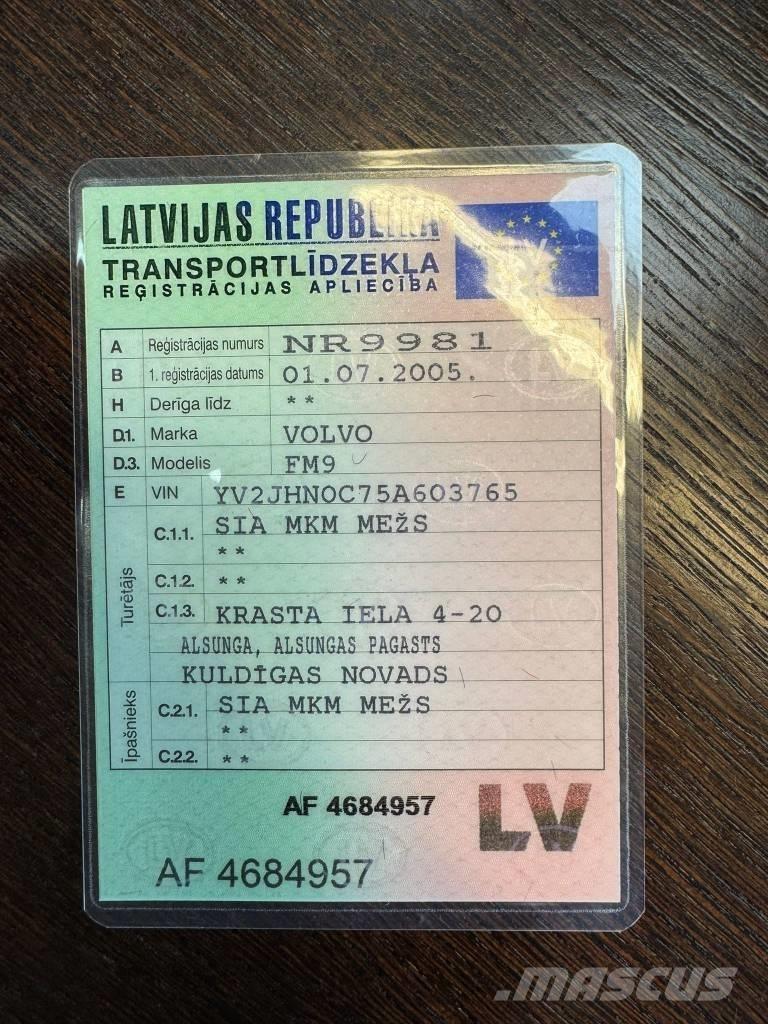 LATVIJAS REPUBLIKA
TRANSPORTLĪDZEKĻA
REĢISTRĀCIJAS APLIECĪBA
A Reģistrācijas numurs NR9981
B 1. reģistrācijas datums 01.07.2005.
H Derīga līdz **
D.1. Marka VOLVO
D.3. Modelis FM9
E VIN YV2JHN0C75A603765
Turētājs
C.1.1. SIA MKM MEŽS
**
C.1.2. **
C.1.3. KRASTA IELA 4-20
ALSUNGA, ALSUNGAS PAGASTS
KULDĪGAS NOVADS
Īpašnieks
C.2.1. SIA MKM MEŽS
**
C.2.2. **
AF 4684957
LV
AF 4684957
.mascus